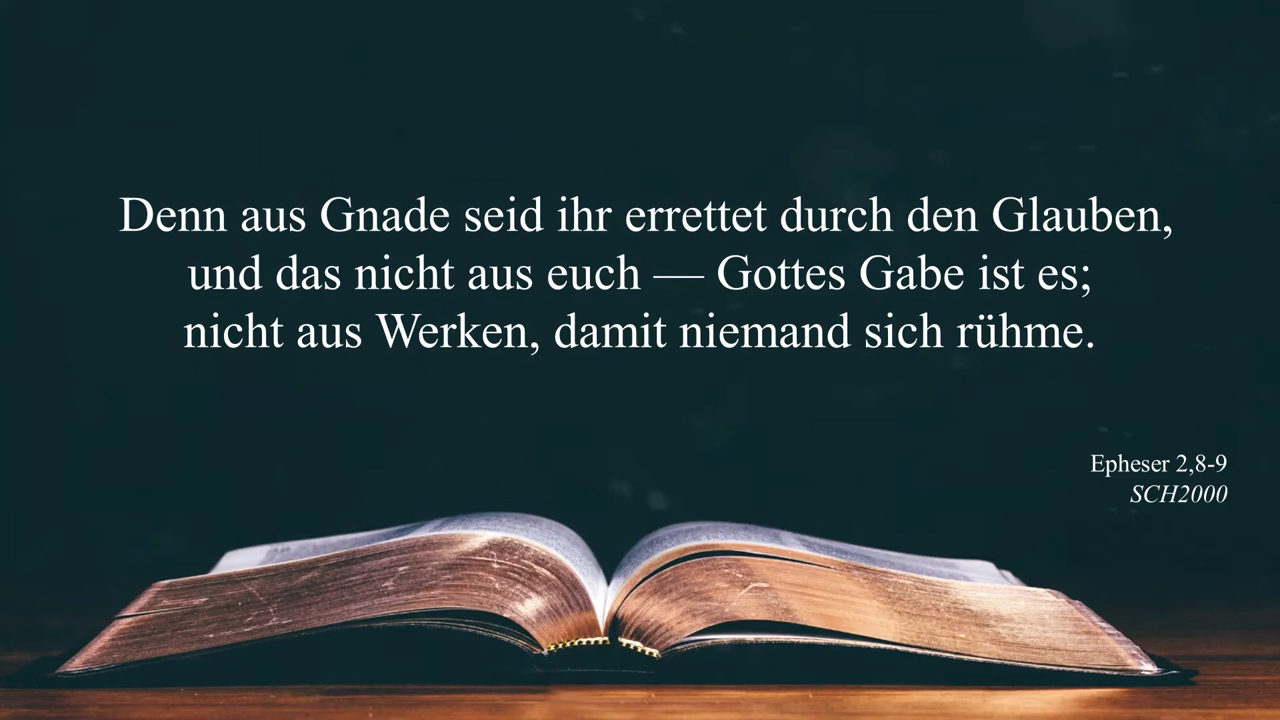 Denn aus Gnade seid ihr errettet durch den Glauben,
und das nicht aus euch — Gottes Gabe ist es;
nicht aus Werken, damit niemand sich rühme.
Epheser 2,8-9
SCH2000